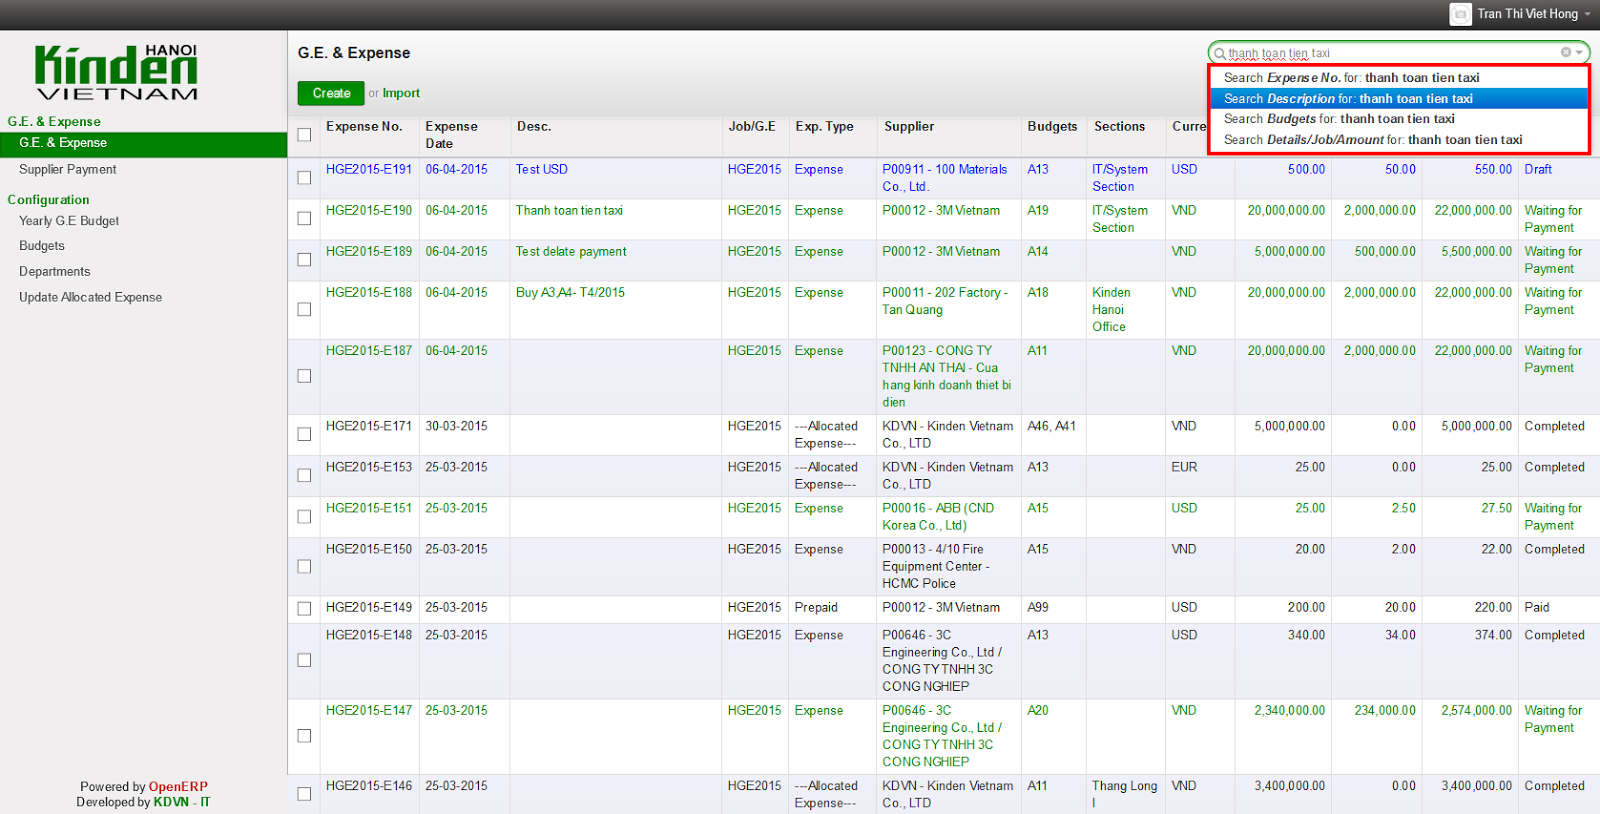 Tran Thi Viet Hong
HANOI
Kinden
VIETNAM
G.E. & Expense
G.E. & Expense
Supplier Payment
Configuration
Yearly G.E Budget
Budgets
Departments
Update Allocated Expense
Powered by OpenERP
Developed by KDVN - IT
G.E. & Expense
thanh toan tien taxi
Create or Import
Search Expense No. for: thanh toan tien taxi
Search Description for: thanh toan tien taxi
Search Budgets for: thanh toan tien taxi
Search Details/Job/Amount for: thanh toan tien taxi
Expense No. Expense Desc. Job/G.E Exp. Type Supplier Budgets Sections Curre
Date
HGE2015-E191 06-04-2015 Test USD HGE2015 Expense P00911 - 100 Materials A13 IT/System USD 500.00 50.00 550.00 Draft
Co., Ltd. Section
HGE2015-E190 06-04-2015 Thanh toan tien taxi HGE2015 Expense P00012 - 3M Vietnam A19 IT/System VND 20,000,000.00 2,000,000.00 22,000,000.00 Waiting for
Section Payment
HGE2015-E189 06-04-2015 Test delate payment HGE2015 Expense P00012 - 3M Vietnam A14 VND 5,000,000.00 500,000.00 5,500,000.00 Waiting for
Payment
HGE2015-E188 06-04-2015 Buy A3,A4- T4/2015 HGE2015 Expense P00011 - 202 Factory - A18 Kinden VND 20,000,000.00 2,000,000.00 22,000,000.00 Waiting for
Tan Quang Hanoi Payment
Office
HGE2015-E187 06-04-2015 HGE2015 Expense P00123 - CONG TY A11 VND 20,000,000.00 2,000,000.00 22,000,000.00 Waiting for
TNHH AN THAI - Cua Payment
hang kinh doanh thiet bi
dien
HGE2015-E171 30-03-2015 HGE2015 ---Allocated KDVN - Kinden Vietnam A46, A41 VND 5,000,000.00 0.00 5,000,000.00 Completed
Expense--- Co., LTD
HGE2015-E153 25-03-2015 HGE2015 ---Allocated KDVN - Kinden Vietnam A13 EUR 25.00 0.00 25.00 Completed
Expense--- Co., LTD
HGE2015-E151 25-03-2015 HGE2015 Expense P00016 - ABB (CND A15 USD 25.00 2.50 27.50 Waiting for
Korea Co., Ltd) Payment
HGE2015-E150 25-03-2015 HGE2015 Expense P00013 - 4/10 Fire A15 VND 20.00 2.00 22.00 Completed
Equipment Center -
HCMC Police
HGE2015-E149 25-03-2015 HGE2015 Prepaid P00012 - 3M Vietnam A99 USD 200.00 20.00 220.00 Paid
HGE2015-E148 25-03-2015 HGE2015 Expense P00646 - 3C A13 USD 340.00 34.00 374.00 Completed
Engineering Co., Ltd /
CONG TY TNHH 3C
CONG NGHIEP
HGE2015-E147 25-03-2015 HGE2015 Expense P00646 - 3C A20 VND 2,340,000.00 234,000.00 2,574,000.00 Waiting for
Engineering Co., Ltd / Payment
CONG TY TNHH 3C
CONG NGHIEP
HGE2015-E146 25-03-2015 HGE2015 ---Allocated KDVN - Kinden Vietnam A11 Thang Long VND 3,400,000.00 0.00 3,400,000.00 Completed
Expense--- Co., LTD I